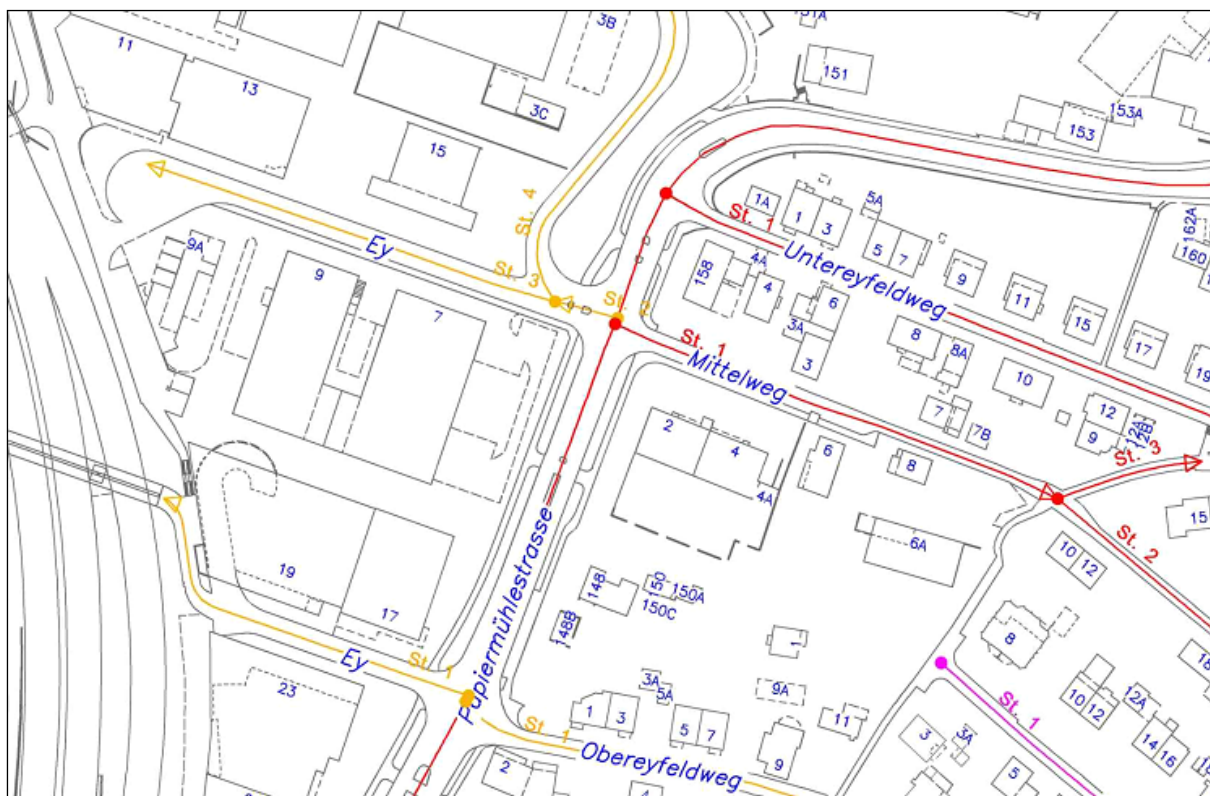 11
13
3B
3C
15
151
153A
153
St. 4
Ey
St. 3
St. 2
9A
9
7
158
4A
4
1A
1
3
5A
5
7
St. 1
Untereyfeldweg
9
11
15
17
19
162A
160
6
3A
3
8
8A
10
7
7B
12
9
12A
12B
St. 1
Mittelweg
St. 3
St. 2
2
4
4A
6
8
6A
15
10
12
Papiermühlestrasse
148
150
150A
150C
148B
19
17
23
Ey
St. 1
St. 1
Obereyfeldweg
1
3
3A
5A
5
7
9A
9
11
1
2
4
8
St. 1
10
12
12A
14
16
18
3
3A
5